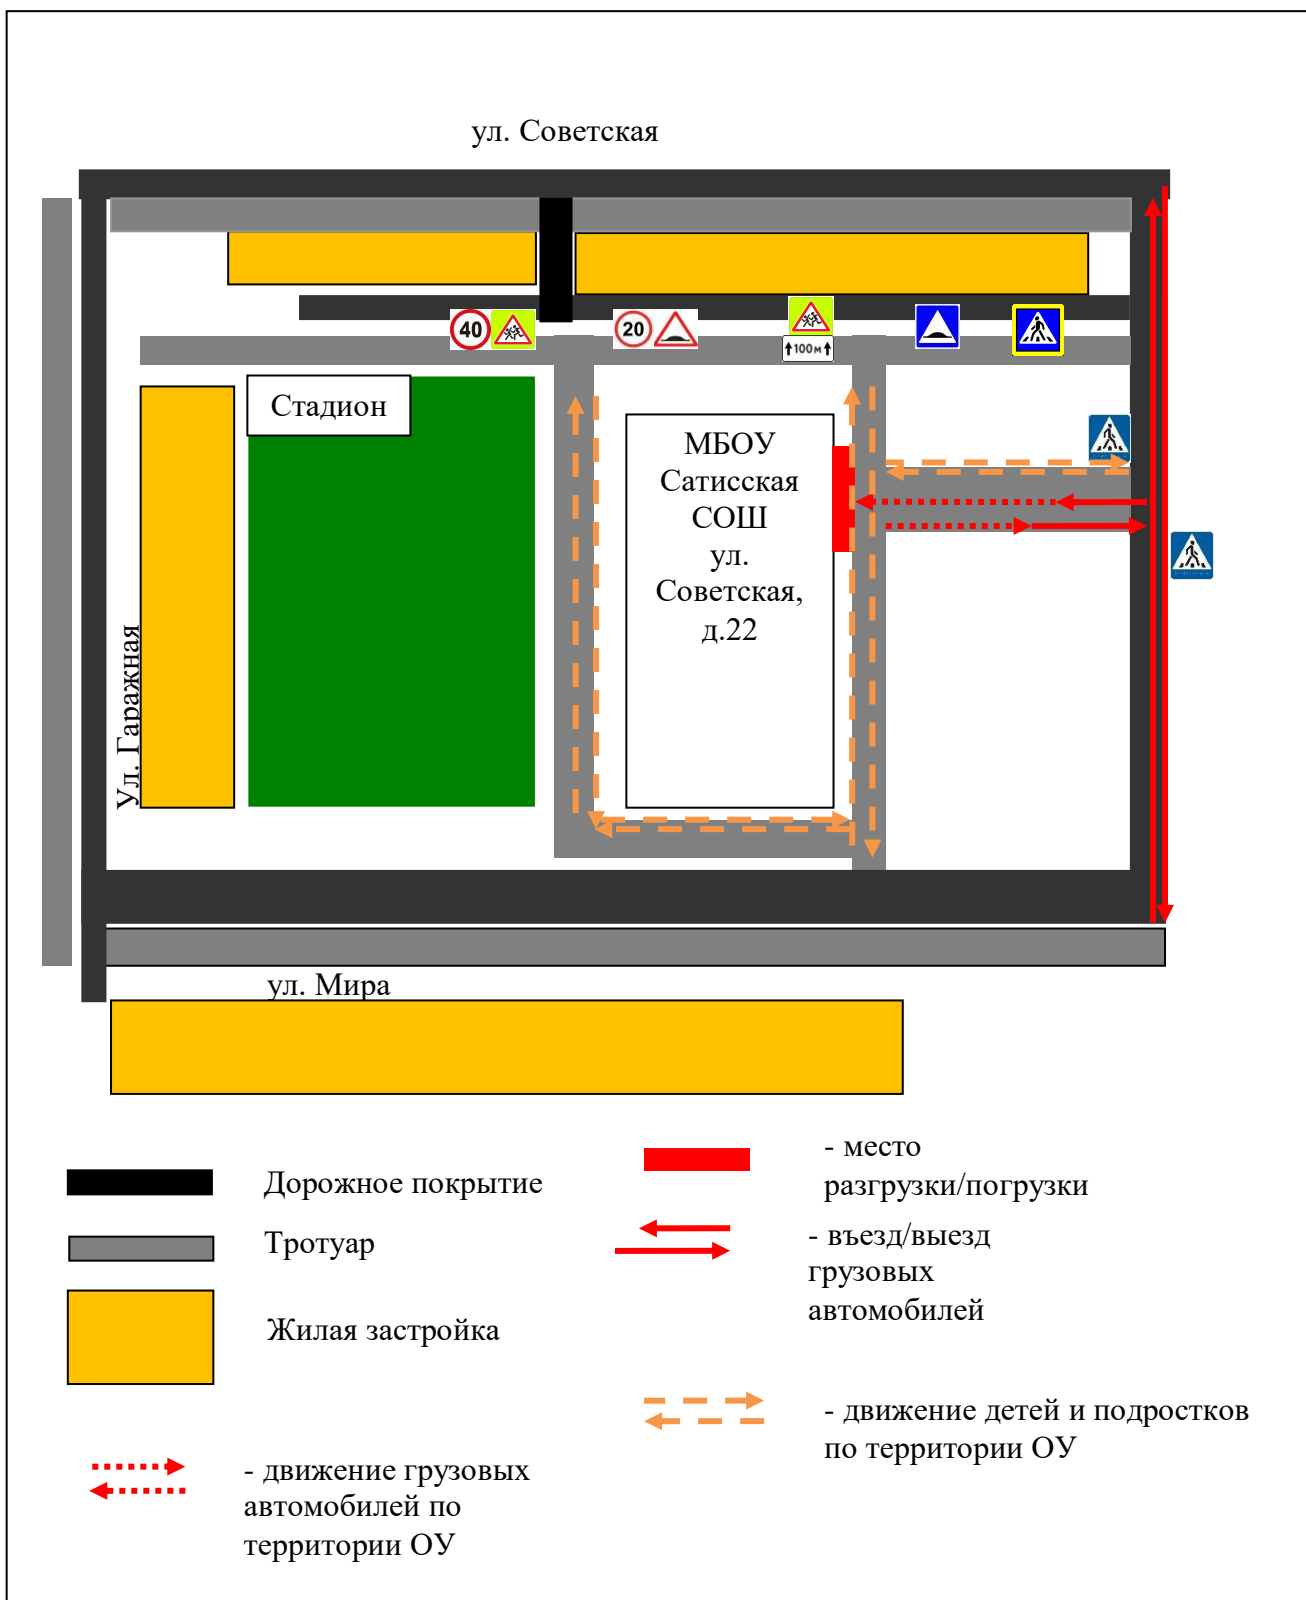 ул. Советская
40
20
↑100м↑
Стадион
МБОУ
Сатисская
СОШ
ул.
Советская,
д.22
Ул. Гаражная
ул. Мира
Дорожное покрытие
Тротуар
Жилая застройка
- движение грузовых
автомобилей по
территории ОУ
- место
разгрузки/погрузки
- въезд/выезд
грузовых
автомобилей
- движение детей и подростков
по территории ОУ